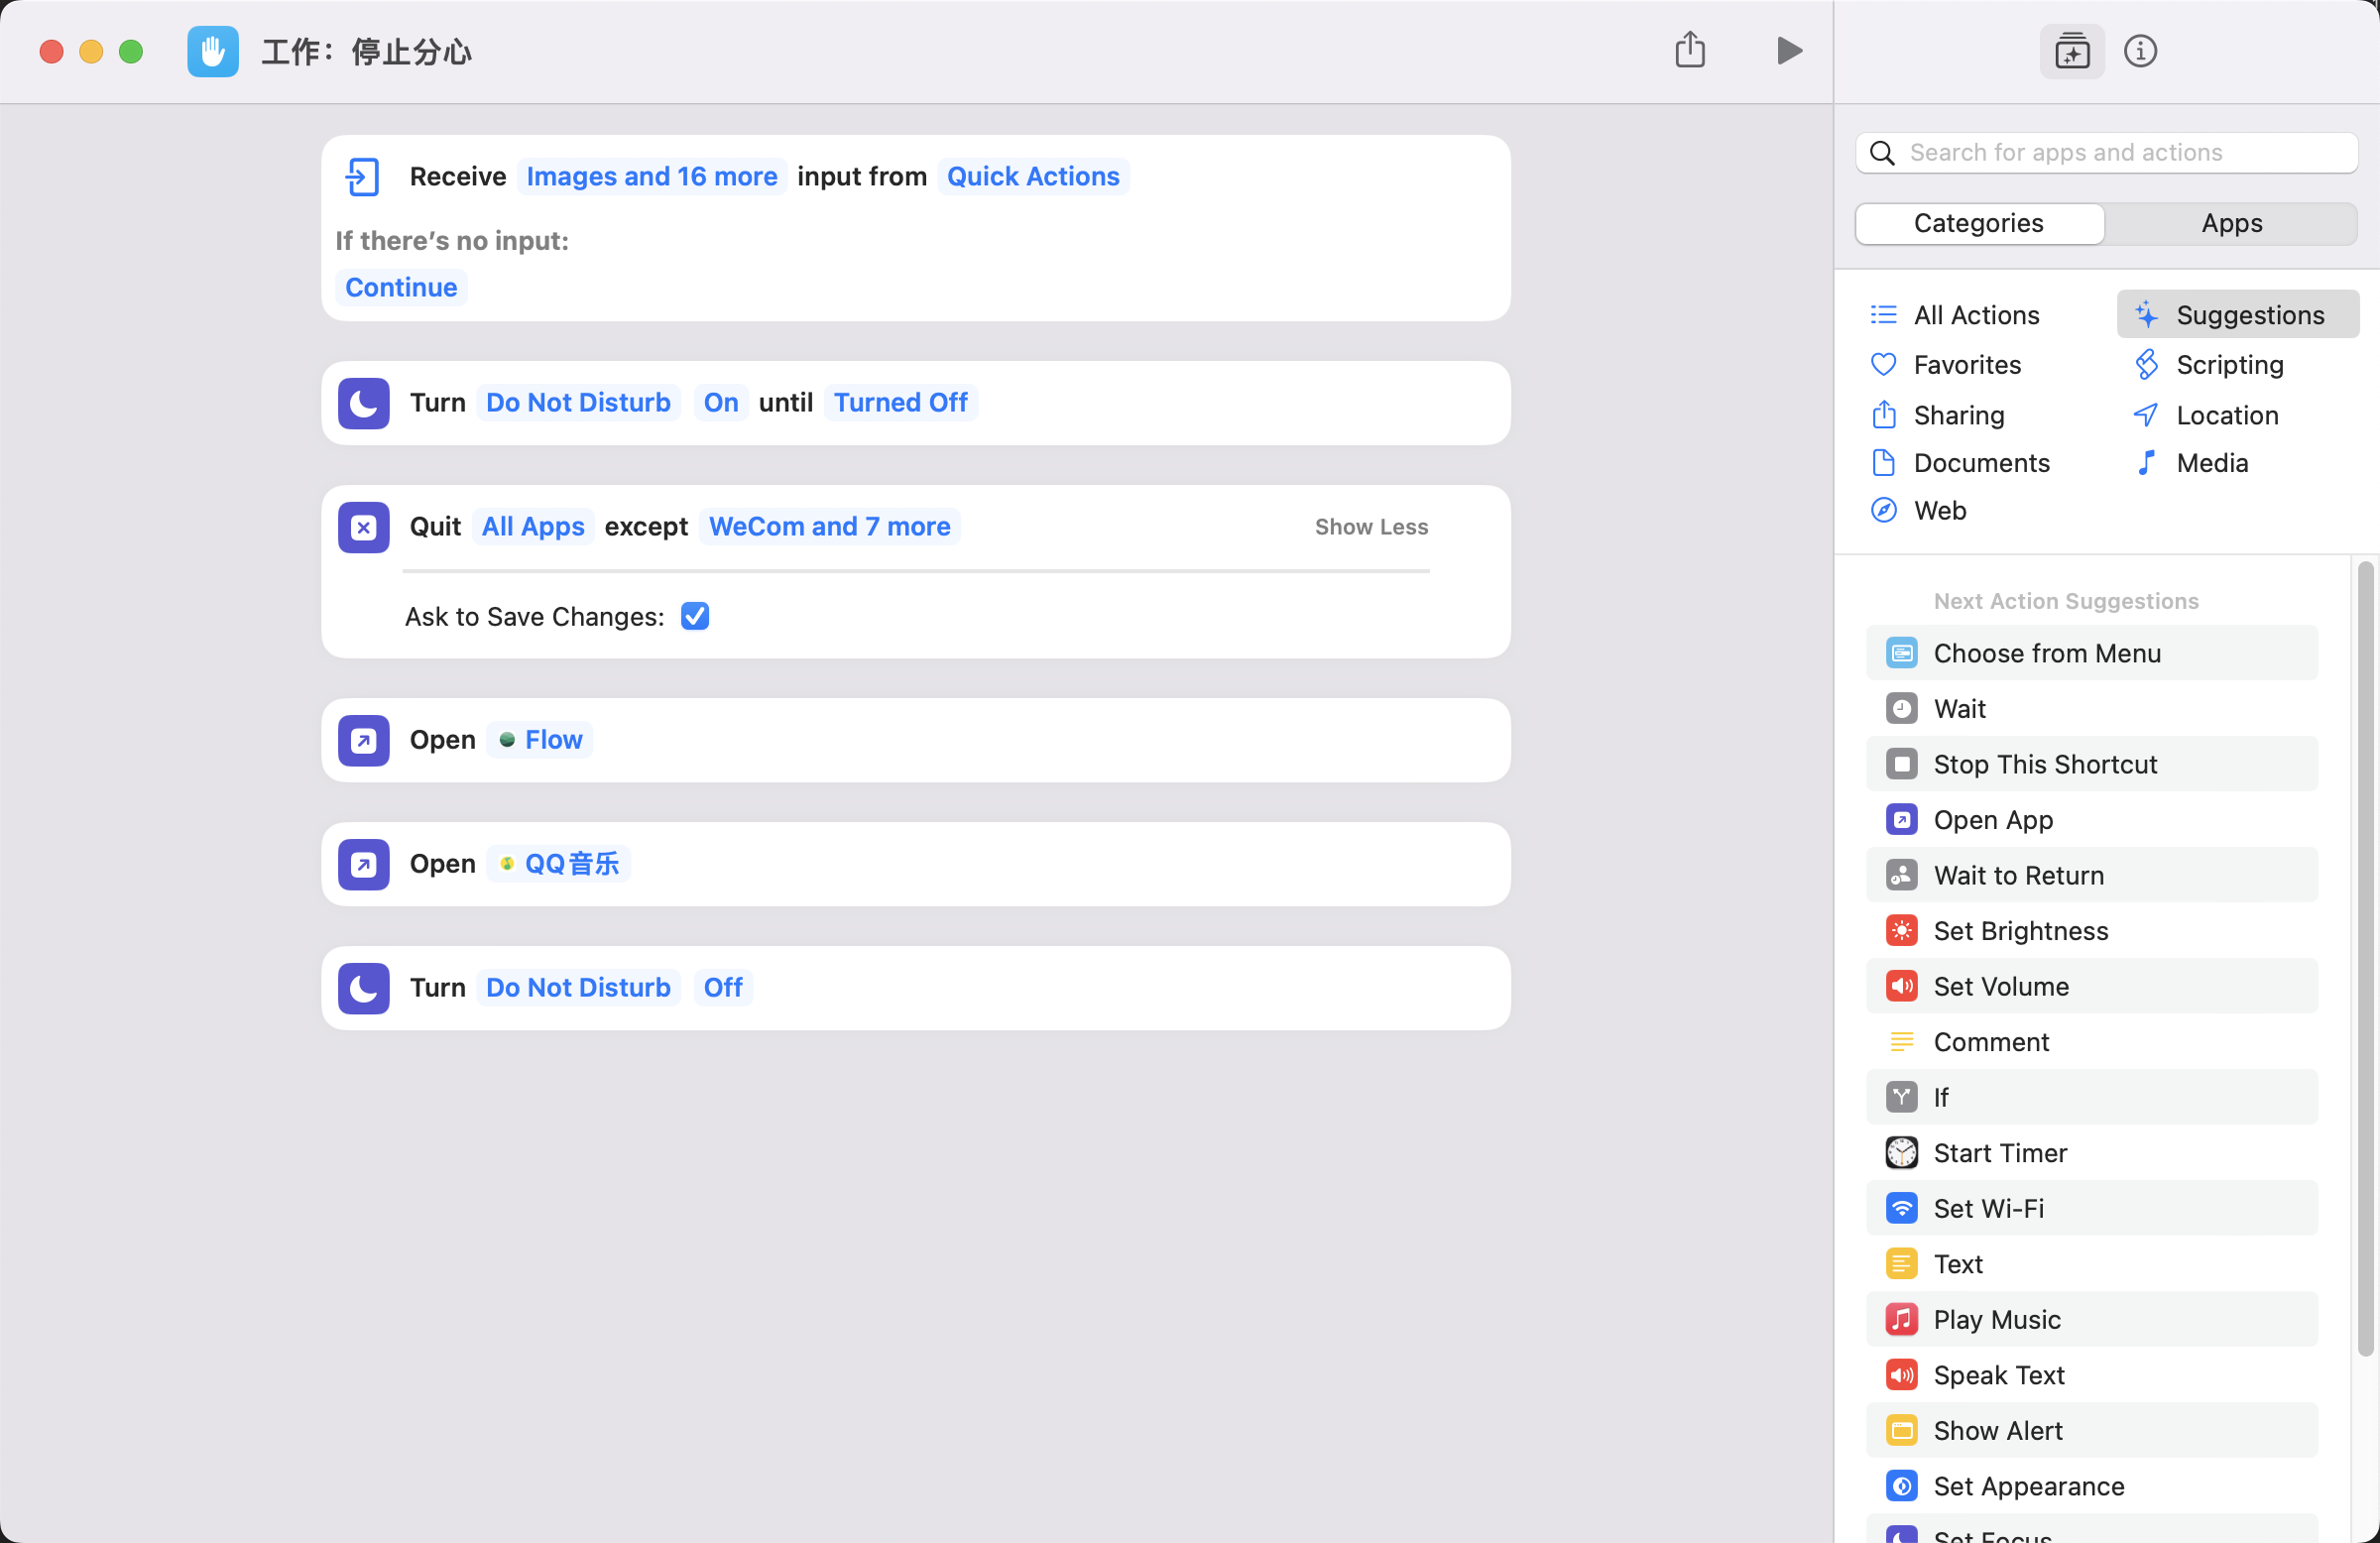 工作：停止分心
Receive Images and 16 more input from Quick Actions
If there's no input:
Continue
Turn Do Not Disturb On until Turned Off
Quit All Apps except WeCom and 7 more Show Less
Ask to Save Changes:
Open Flow
Open QQ音乐
Turn Do Not Disturb Off
Search for apps and actions
Categories Apps
All Actions Suggestions
Favorites Scripting
Sharing Location
Documents Media
Web
Next Action Suggestions
Choose from Menu
Wait
Stop This Shortcut
Open App
Wait to Return
Set Brightness
Set Volume
Comment
If
Start Timer
Set Wi-Fi
Text
Play Music
Speak Text
Show Alert
Set Appearance
Set Focus